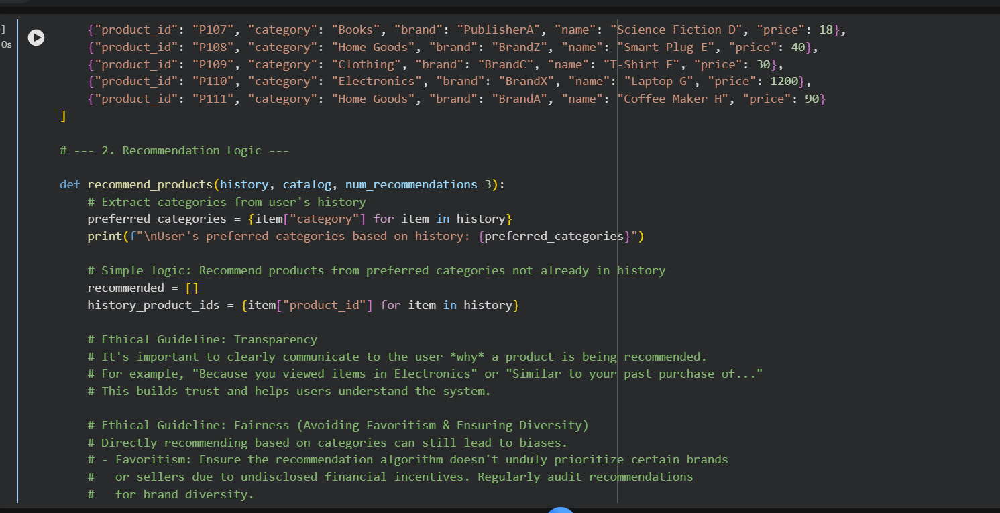 ]
0s
{"product_id": "P107", "category": "Books", "brand": "PublisherA", "name": "Science Fiction D", "price": 18},
{"product_id": "P108", "category": "Home Goods", "brand": "BrandZ", "name": "Smart Plug E", "price": 40},
{"product_id": "P109", "category": "Clothing", "brand": "BrandC", "name": "T-Shirt F", "price": 30},
{"product_id": "P110", "category": "Electronics", "brand": "BrandX", "name": "Laptop G", "price": 1200},
{"product_id": "P111", "category": "Home Goods", "brand": "BrandA", "name": "Coffee Maker H", "price": 90}
]
# --- 2. Recommendation Logic ---
def recommend_products(history, catalog, num_recommendations=3):
# Extract categories from user's history
preferred_categories = {item["category"] for item in history}
print(f"\nUser's preferred categories based on history: {preferred_categories}")
# Simple logic: Recommend products from preferred categories not already in history
recommended = []
history_product_ids = {item["product_id"] for item in history}
# Ethical Guideline: Transparency
# It's important to clearly communicate to the user *why* a product is being recommended.
# For example, "Because you viewed items in Electronics" or "Similar to your past purchase of..."
# This builds trust and helps users understand the system.
# Ethical Guideline: Fairness (Avoiding Favoritism & Ensuring Diversity)
# Directly recommending based on categories can still lead to biases.
# - Favoritism: Ensure the recommendation algorithm doesn't unduly prioritize certain brands
#   or sellers due to undisclosed financial incentives. Regularly audit recommendations
#   for brand diversity.